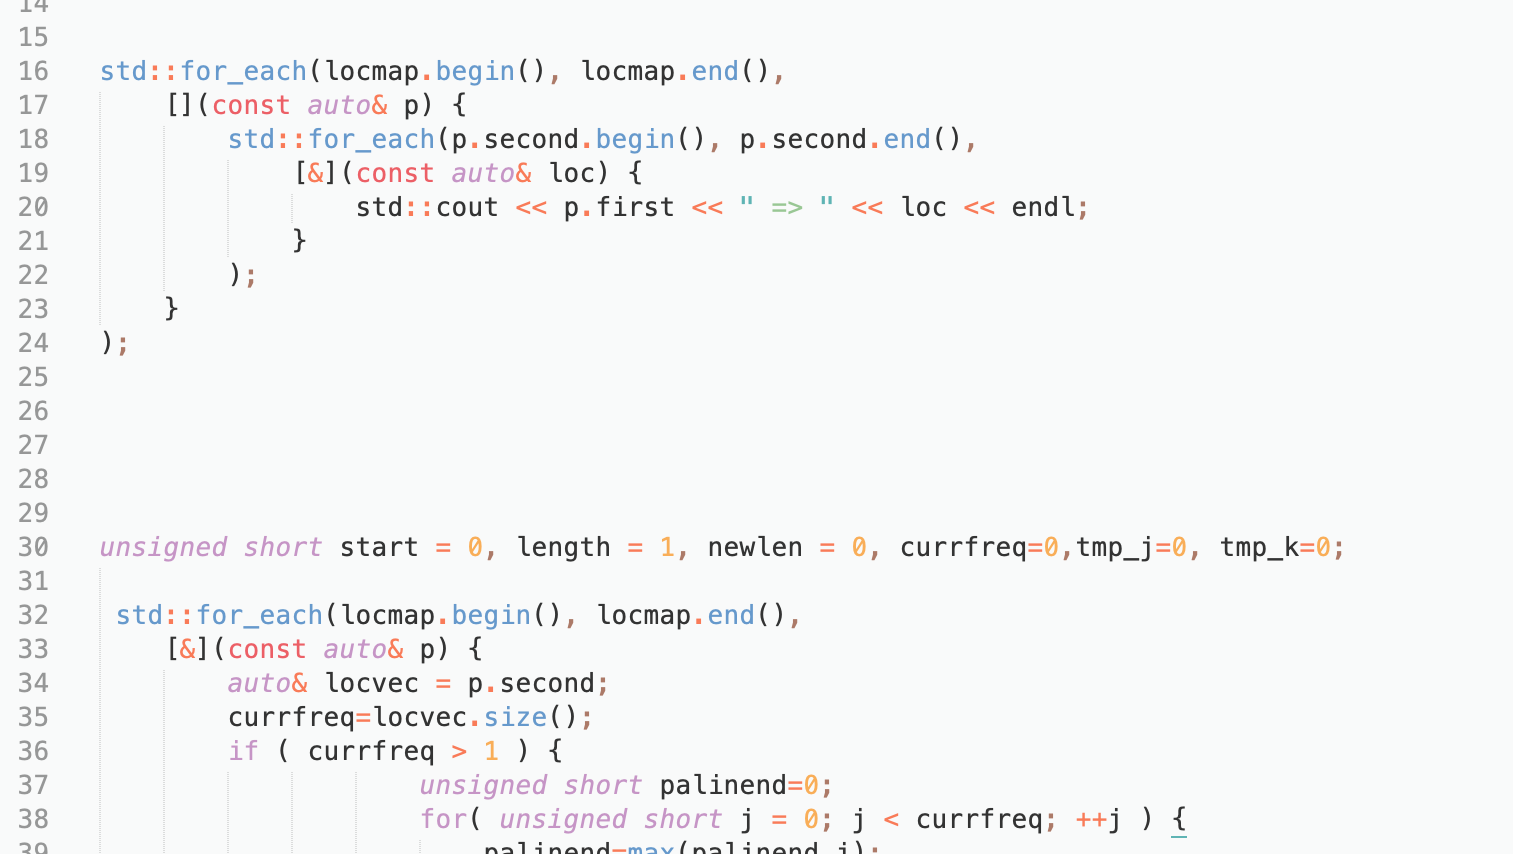 14
15
16 std::for_each(locmap.begin(), locmap.end(),
17 [](const auto& p) {
18 std::for_each(p.second.begin(), p.second.end(),
19 [&](const auto& loc) {
20 std::cout << p.first << " => " << loc << endl;
21 }
22 );
23 }
24 );
25
26
27
28
29
30 unsigned short start = 0, length = 1, newlen = 0, currfreq=0,tmp_j=0, tmp_k=0;
31
32 std::for_each(locmap.begin(), locmap.end(),
33 [&](const auto& p) {
34 auto& locvec = p.second;
35 currfreq=locvec.size();
36 if ( currfreq > 1 ) {
37 unsigned short palinend=0;
38 for( unsigned short j = 0; j < currfreq; ++j ) {
39 palinend=max(palinend,j);